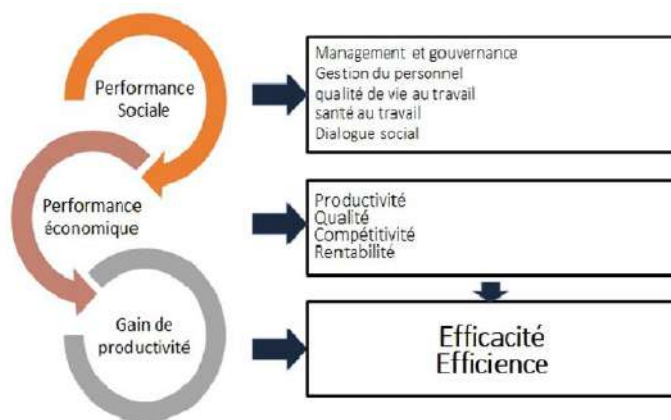 Performance
Sociale
Management et gouvernance
Gestion du personnel
qualité de vie au travail
santé au travail
Dialogue social
Performance
économique
Productivité
Qualité
Compétitivité
Rentabilité
Gain de
productivité
Efficacité
Efficience